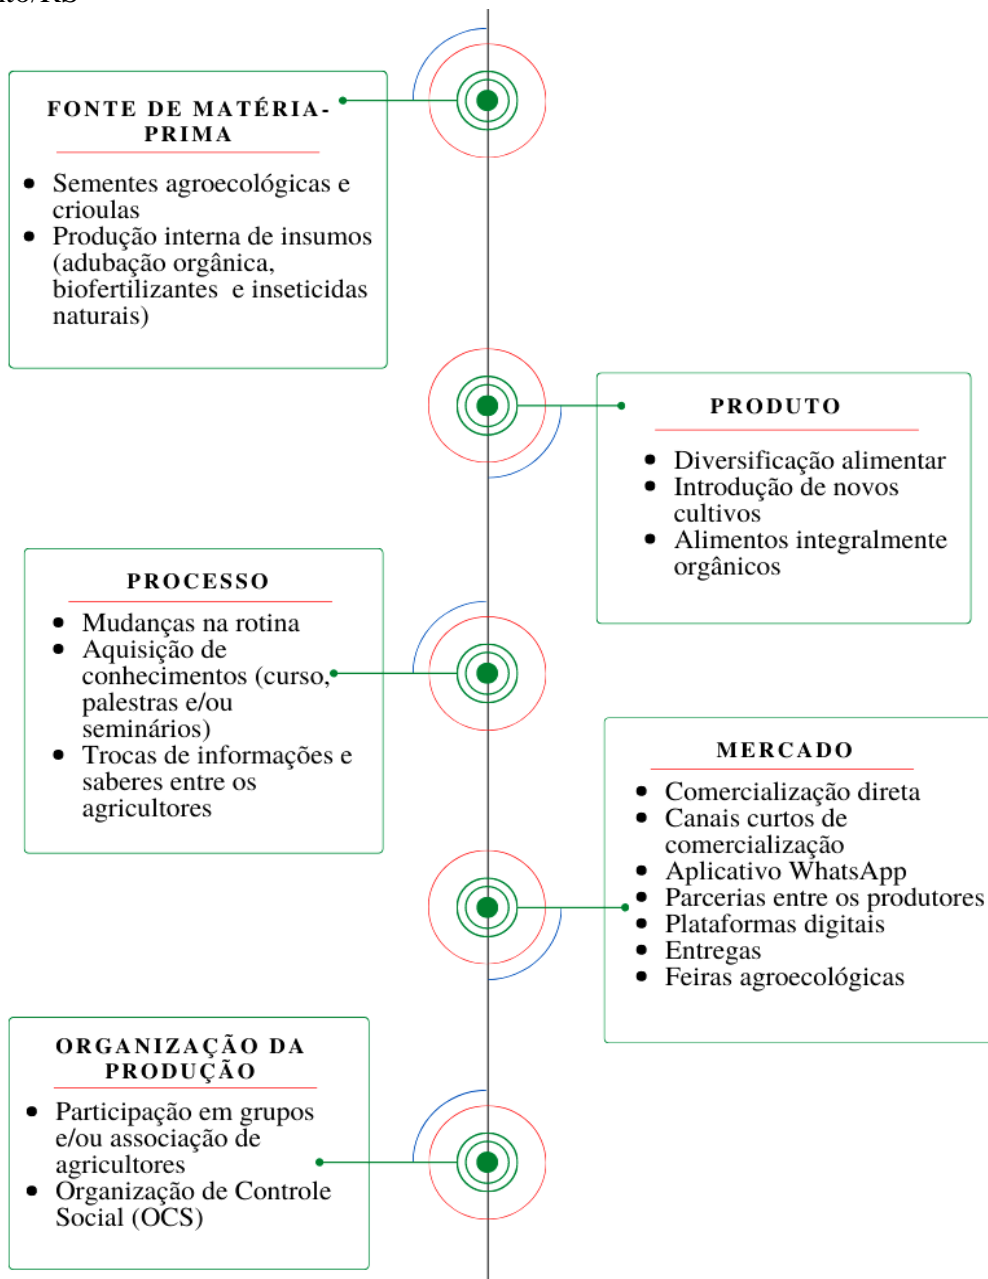 FONTE DE MATÉRIA-
PRIMA
• Sementes agroecológicas e
crioulas
• Produção interna de insumos
(adubação orgânica,
biofertilizantes e inseticidas
naturais)
PRODUTO
• Diversificação alimentar
• Introdução de novos
cultivos
• Alimentos integralmente
orgânicos
PROCESSO
• Mudanças na rotina
• Aquisição de
conhecimentos (curso,
palestras e/ou
seminários)
• Trocas de informações e
saberes entre os
agricultores
MERCADO
• Comercialização direta
• Canais curtos de
comercialização
• Aplicativo WhatsApp
• Parcerias entre os produtores
• Plataformas digitais
• Entregas
• Feiras agroecológicas
ORGANIZAÇÃO DA
PRODUÇÃO
• Participação em grupos
e/ou associação de
agricultores
• Organização de Controle
Social (OCS)